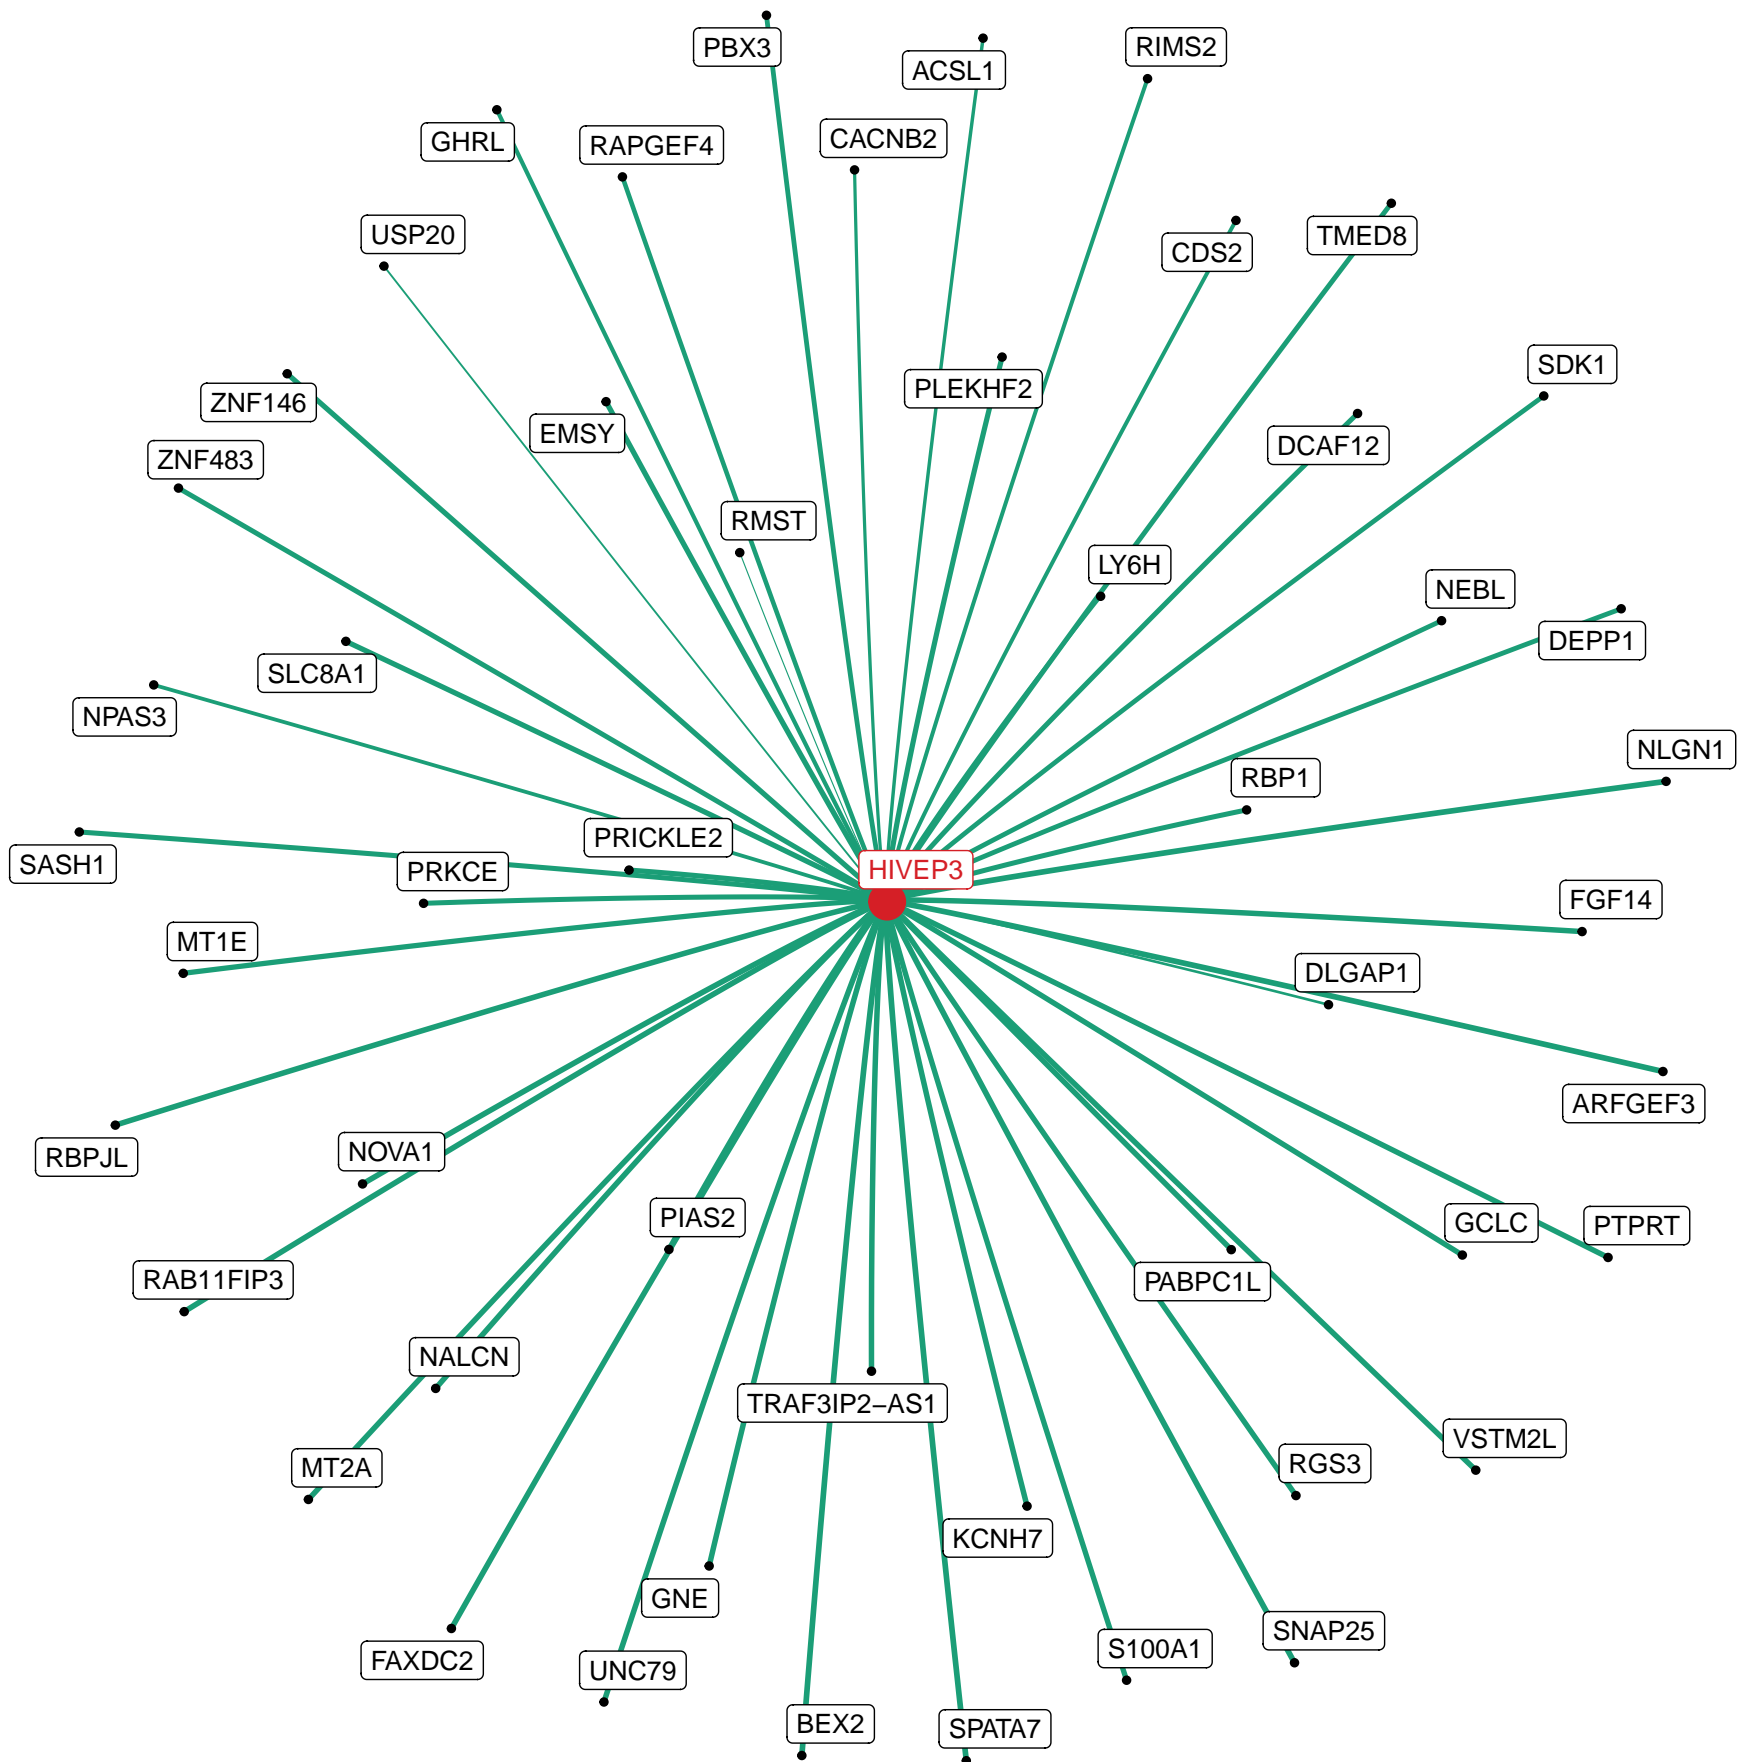 PBX3
RIMS2
ACSL1
GHRL
RAPGEF4
CACNB2
USP20
TMED8
CDS2
SDK1
PLEKHF2
ZNF146
EMSY
DCAF12
ZNF483
RMST
LY6H
NEBL
DEPP1
SLC8A1
NPAS3
NLGN1
RBP1
PRICKLE2
SASH1
PRKCE
HIVEP3
FGF14
MT1E
DLGAP1
ARFGEF3
RBPJL
NOVA1
PIAS2
GCLC
PTPRT
RAB11FIP3
PABPC1L
NALCN
TRAF3IP2–AS1
VSTM2L
MT2A
RGS3
KCNH7
GNE
SNAP25
S100A1
FAXDC2
UNC79
BEX2
SPATA7